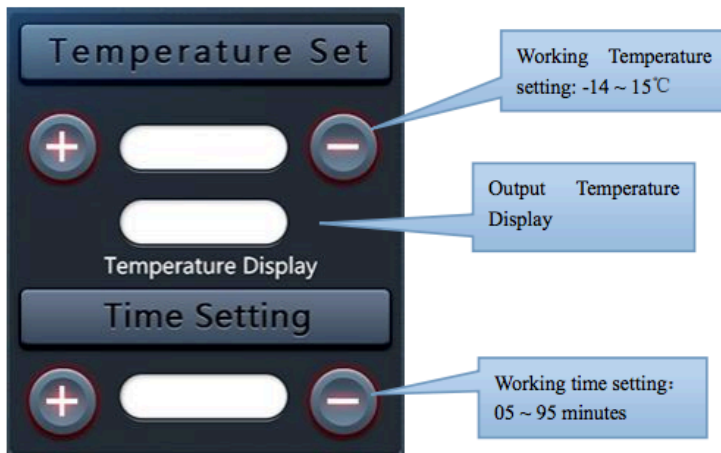 Temperature Set
Working Temperature
setting: -14 ~ 15℃
+
−
Output Temperature
Display
Temperature Display
Time Setting
+
−
Working time setting:
05 ~ 95 minutes